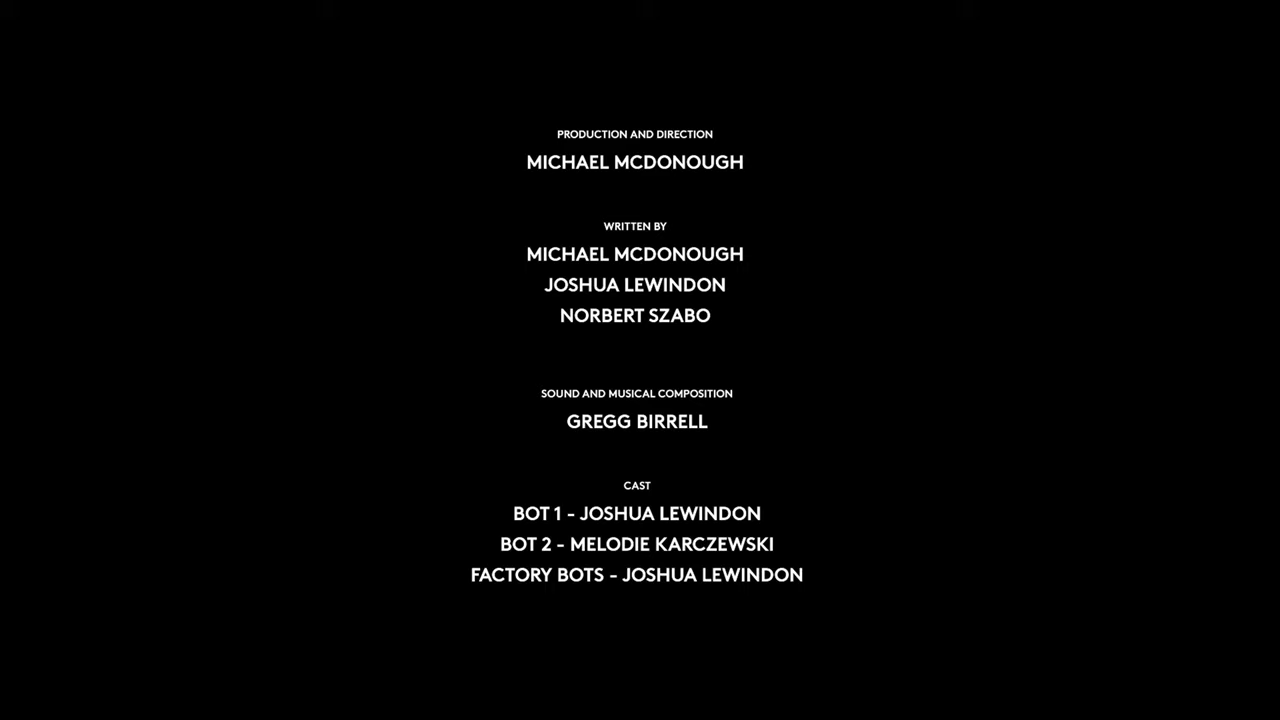 PRODUCTION AND DIRECTION
MICHAEL MCDONOUGH
WRITTEN BY
MICHAEL MCDONOUGH
JOSHUA LEWINDON
NORBERT SZABO
SOUND AND MUSICAL COMPOSITION
GREGG BIRRELL
CAST
BOT 1 - JOSHUA LEWINDON
BOT 2 - MELODIE KARCZEWSKI
FACTORY BOTS - JOSHUA LEWINDON